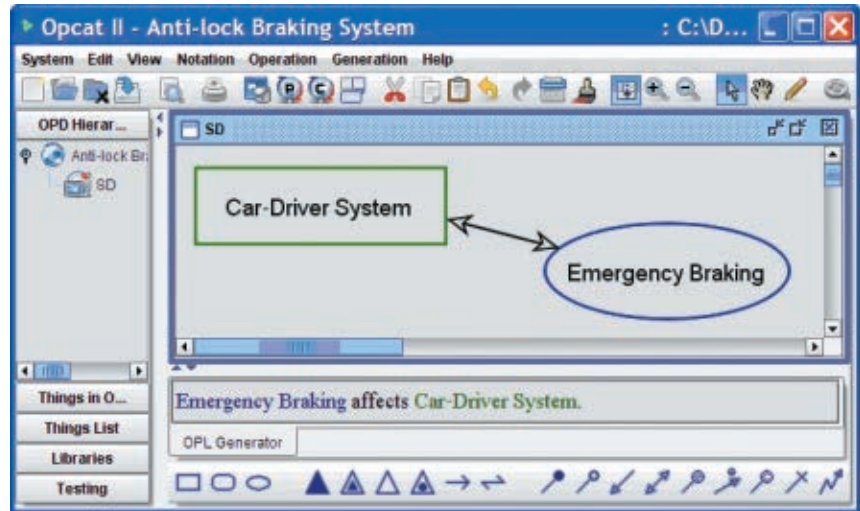 Opcat II - Anti-lock Braking System : C:\D...
System Edit View Notation Operation Generation Help
OPD Hierar...
Anti-lock Br
SD
SD
Car-Driver System
Emergency Braking
Things in O...
Things List
Libraries
Testing
Emergency Braking affects Car-Driver System.
OPL Generator